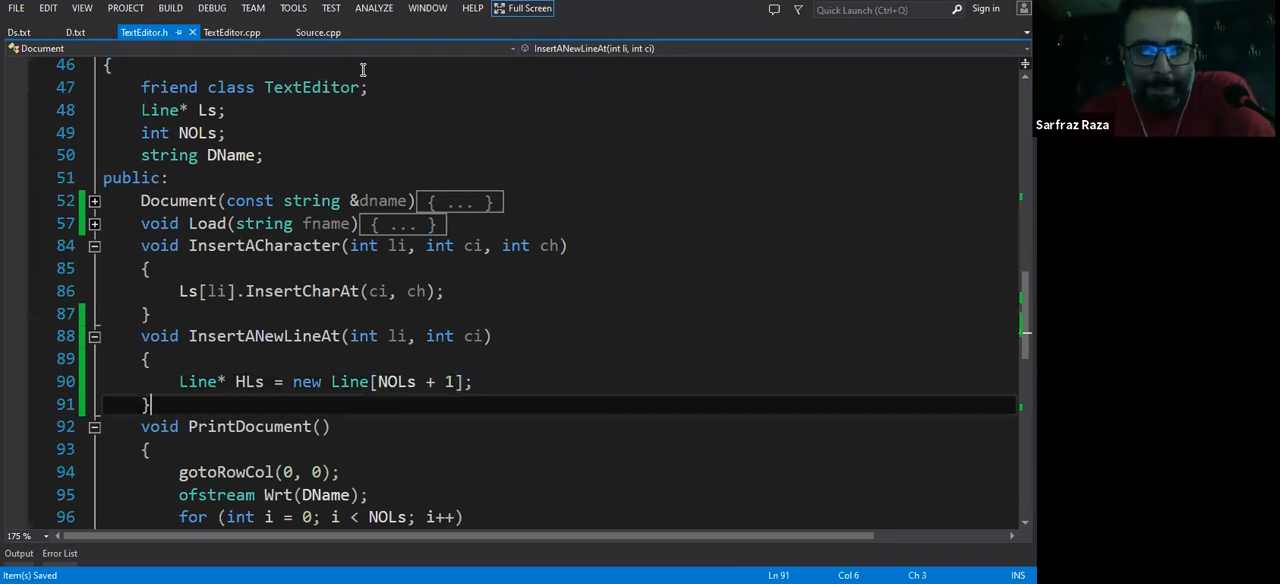 FILE EDIT VIEW PROJECT BUILD DEBUG TEAM TOOLS TEST ANALYZE WINDOW HELP Full Screen Quick Launch (Ctrl+Q) Sign in
Ds.txt D.txt TextEditor.h TextEditor.cpp Source.cpp
Document InsertANewLineAt(int li, int ci)
46 {
47 friend class TextEditor;
48 Line* Ls;
49 int NOLs;
50 string DName;
51 public:
52 Document(const string &dname){ ... }
57 void Load(string fname){ ... }
84 void InsertACharacter(int li, int ci, int ch)
85 {
86 Ls[li].InsertCharAt(ci, ch);
87 }
88 void InsertANewLineAt(int li, int ci)
89 {
90 Line* HLs = new Line[NOLs + 1];
91 }
92 void PrintDocument()
93 {
94 gotoRowCol(0, 0);
95 ofstream Wrt(DName);
96 for (int i = 0; i < NOLs; i++)
175 %
Output Error List
Item(s) Saved Ln 91 Col 6 Ch 3 INS
Sarfraz Raza